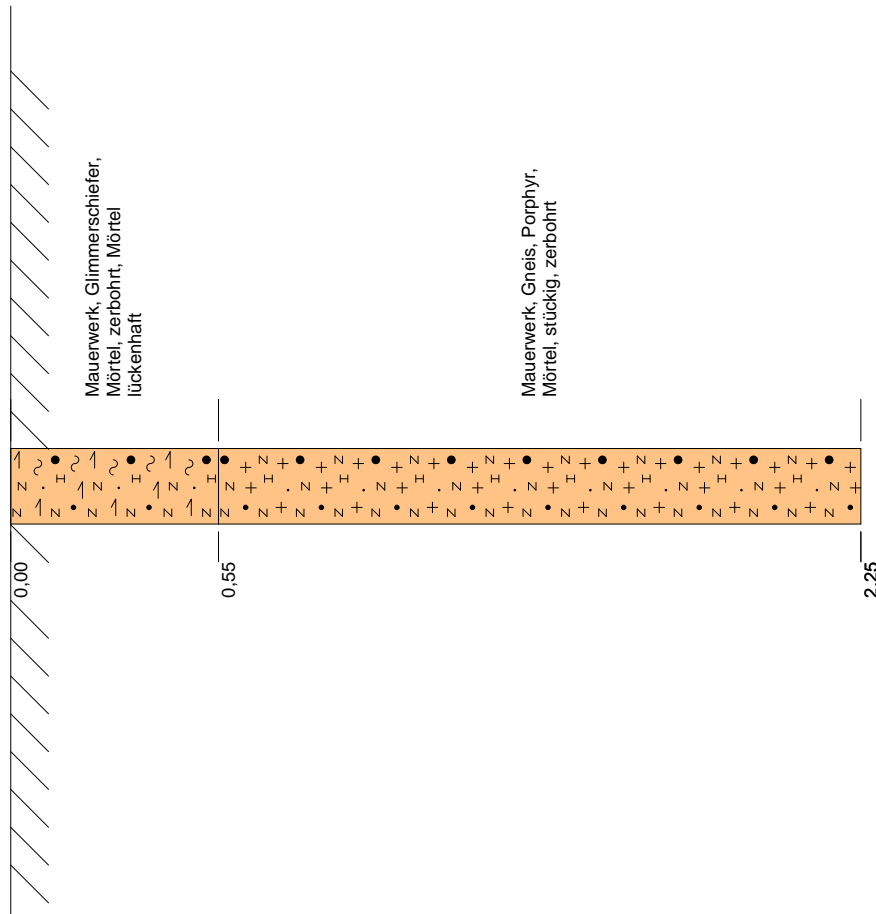 Mauerwerk, Glimmerschiefer,
Mörtel, zerbohrt, Mörtel
lückenhaft
Mauerwerk, Gneis, Porphyr,
Mörtel, stückig, zerbohrt
0,00
0,55
2,25